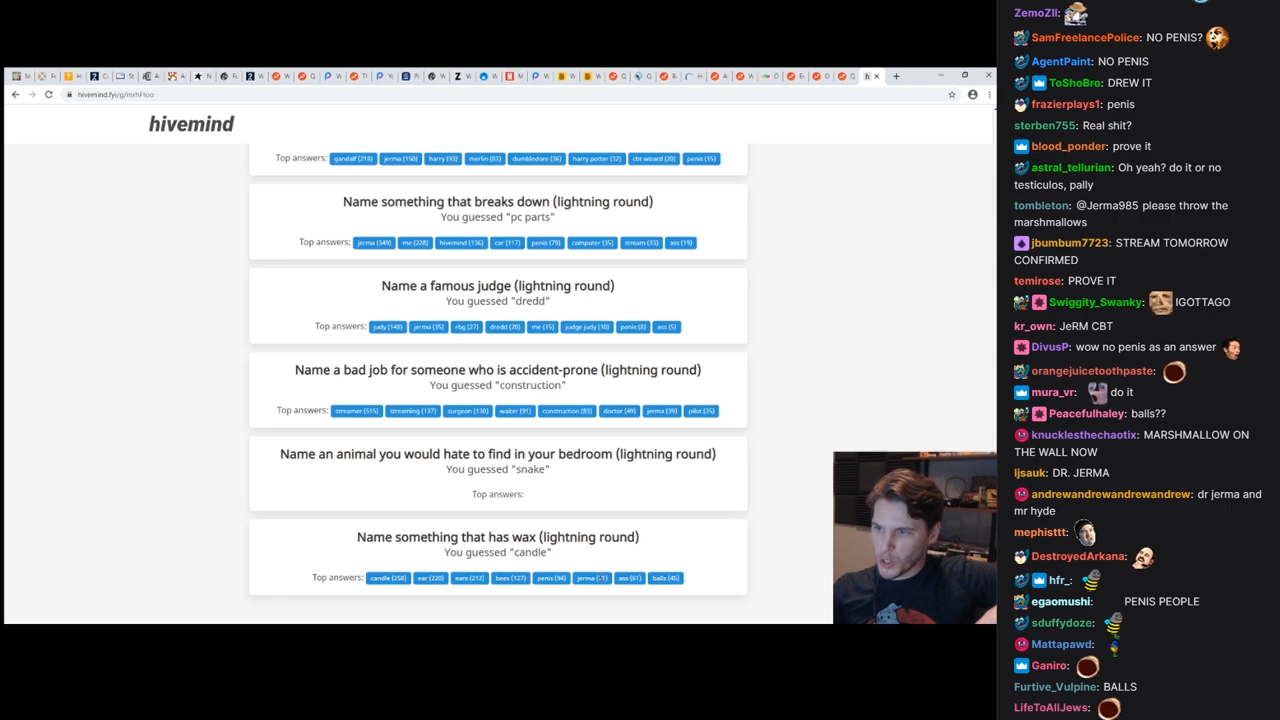 hivemind.fyi/g/mrhFtoo
hivemind
Top answers: gandalf (218) jerma (150) harry (93) merlin (83) dumbledore (36) harry potter (32) cbt wizard (20) penis (15)
Name something that breaks down (lightning round)
You guessed "pc parts"
Top answers: jerma (349) me (228) hivemind (136) car (117) penis (79) computer (35) stream (33) ass (19)
Name a famous judge (lightning round)
You guessed "dredd"
Top answers: judy (148) jerma (35) rbg (27) dredd (20) me (15) judge judy (10) penis (8) ass (5)
Name a bad job for someone who is accident-prone (lightning round)
You guessed "construction"
Top answers: streamer (515) streaming (137) surgeon (130) waiter (91) construction (83) doctor (49) jerma (39) pilot (35)
Name an animal you would hate to find in your bedroom (lightning round)
You guessed "snake"
Top answers:
Name something that has wax (lightning round)
You guessed "candle"
Top answers: candle (258) ear (220) ears (212) bees (127) penis (94) jerma ass (61) balls (45)
ZemoZll:
SamFreelancePolice: NO PENIS?
AgentPaint: NO PENIS
ToShoBro: DREW IT
frazierplays1: penis
sterben755: Real shit?
blood_ponder: prove it
astral_tellurian: Oh yeah? do it or no
testiculos, pally
tombleton: @Jerma985 please throw the
marshmallows
jbumbum7723: STREAM TOMORROW
CONFIRMED
temirose: PROVE IT
Swiggity_Swanky: IGOTTAGO
kr_own: JeRM CBT
DivusP: wow no penis as an answer
orangejuicetoothpaste:
mura_vr: do it
Peacefulhaley: balls??
knucklesthechaotix: MARSHMALLOW ON
THE WALL NOW
ljsauk: DR. JERMA
andrewandrewandrewandrew: dr jerma and
mr hyde
mephisttt:
DestroyedArkana:
hfr_:
egaomushi: PENIS PEOPLE
sduffydoze:
Mattapawd:
Ganiro:
Furtive_Vulpine: BALLS
LifeToAllJews: